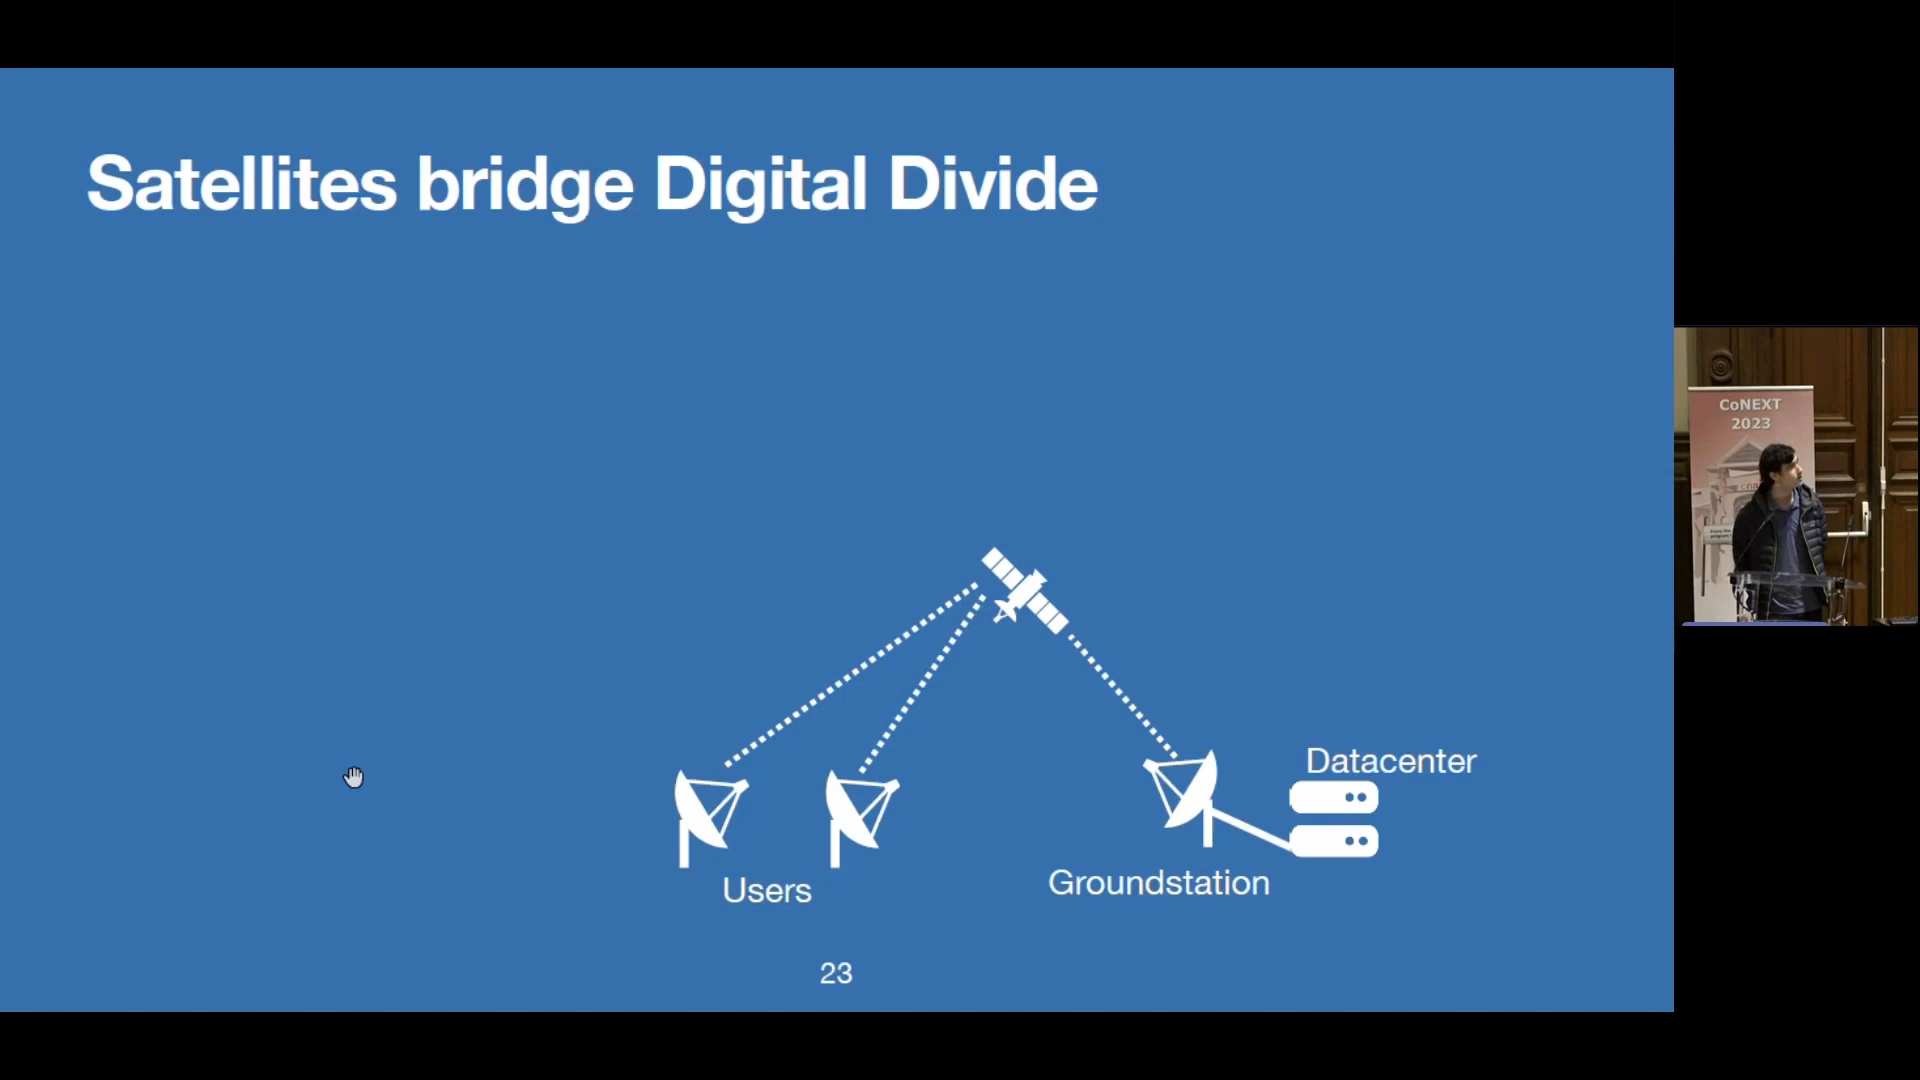 Satellites bridge Digital Divide
Datacenter
Users
Groundstation
23
CoNEXT
2023